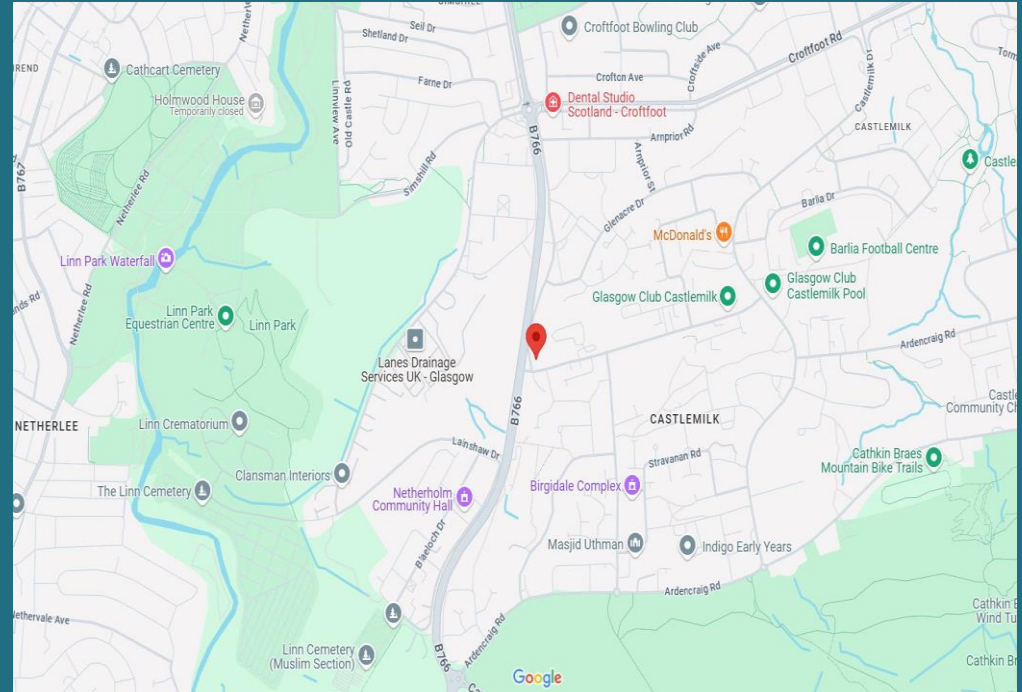 Croftfoot Bowling Club
Seil Dr
Shetland Dr
Croftfoot Rd
Croftside Ave
Castlemilk Dr
Cathcart Cemetery
Farne Dr
Crofton Ave
Holmwood House
Temporarily closed
Linnview Ave
Old Castle Rd
Dental Studio
Scotland - Croftfoot
B766
Arnprior Rd
CASTLEMILK
B767
Simshill Rd
Arnprior St
Netherlee Rd
Barlia Dr
Glenacre Dr
McDonald's
Barlia Football Centre
Linn Park Waterfall
Glasgow Club
Castlemilk Pool
Glasgow Club Castlemilk
Netherlee Rd
Linn Park
Equestrian Centre
Linn Park
Ardencraig Rd
Lanes Drainage
Services UK - Glasgow
B766
NETHERLEE
Linn Crematorium
CASTLEMILK
Lainshaw Dr
Stravanan Rd
Cathkin Braes
Mountain Bike Trails
Clansman Interiors
The Linn Cemetery
Netherholm
Community Hall
Birgidale Complex
Blaeloch Dr
Masjid Uthman
Indigo Early Years
Ardencraig Rd
Linn Cemetery
(Muslim Section)
B766
Ardencraig Rd
Google